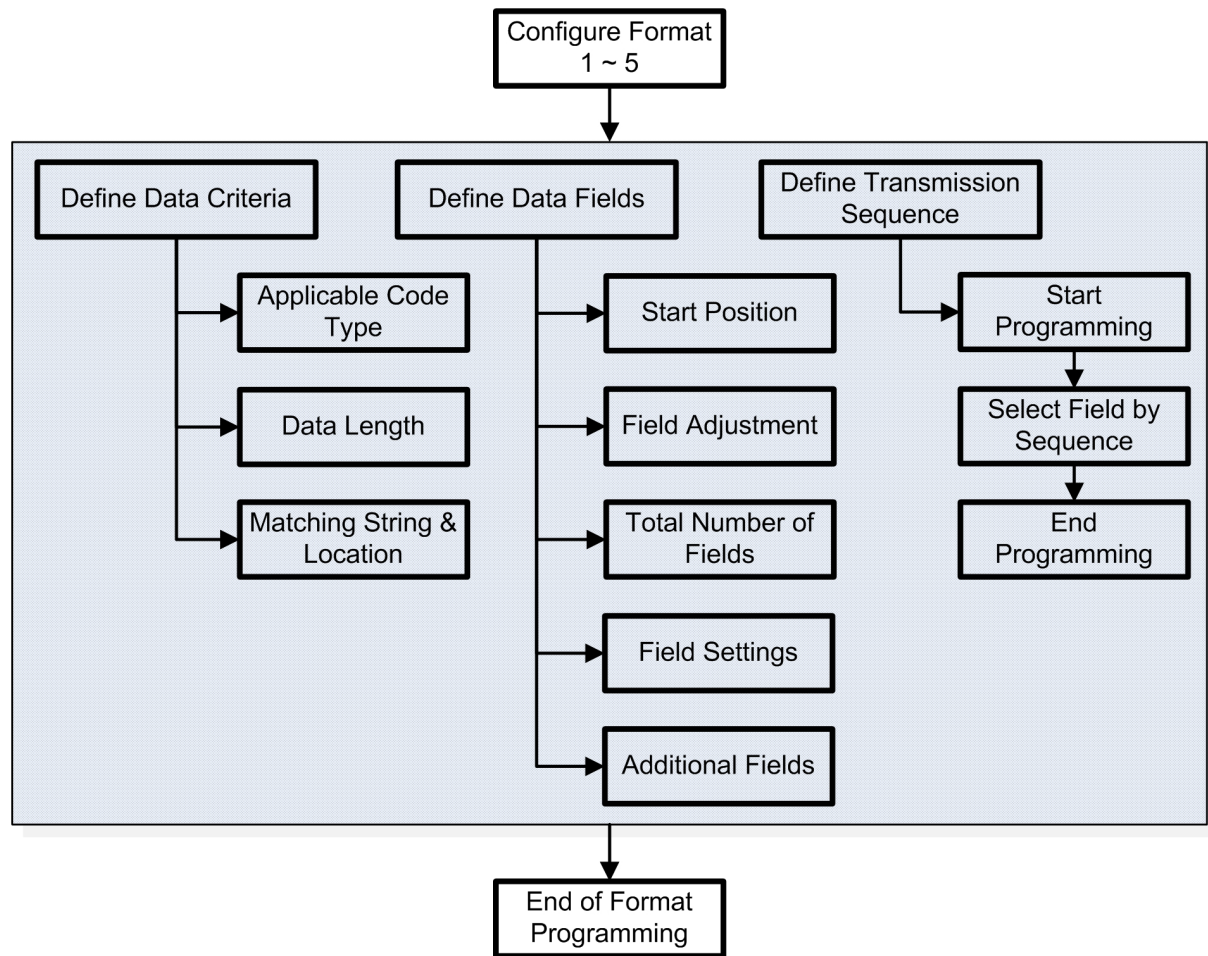 Configure Format
1 ~ 5
Define Data Criteria
Applicable Code
Type
Data Length
Matching String &
Location
Define Data Fields
Start Position
Field Adjustment
Total Number of
Fields
Field Settings
Additional Fields
Define Transmission
Sequence
Start
Programming
Select Field by
Sequence
End
Programming
End of Format
Programming